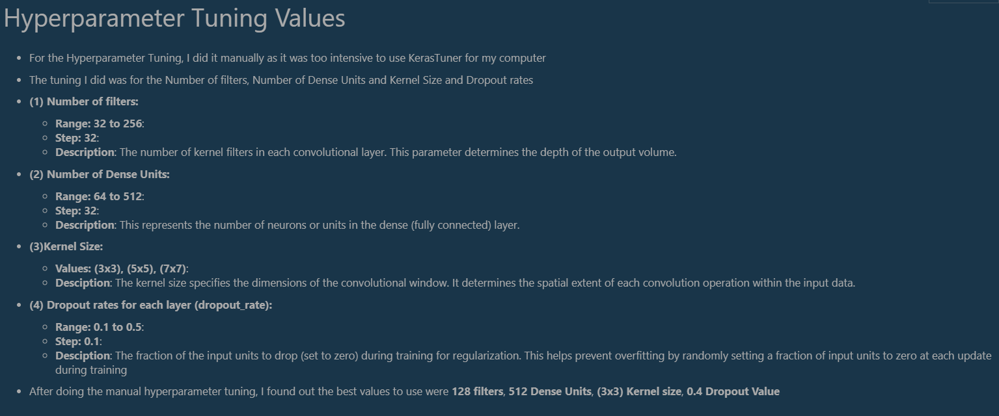 Hyperparameter Tuning Values
For the Hyperparameter Tuning, I did it manually as it was too intensive to use KerasTuner for my computer
The tuning I did was for the Number of filters, Number of Dense Units and Kernel Size and Dropout rates
(1) Number of filters:
Range: 32 to 256:
Step: 32:
Description: The number of kernel filters in each convolutional layer. This parameter determines the depth of the output volume.
(2) Number of Dense Units:
Range: 64 to 512:
Step: 32:
Description: This represents the number of neurons or units in the dense (fully connected) layer.
(3)Kernel Size:
Values: (3x3), (5x5), (7x7):
Desciption: The kernel size specifies the dimensions of the convolutional window. It determines the spatial extent of each convolution operation within the input data.
(4) Dropout rates for each layer (dropout_rate):
Range: 0.1 to 0.5:
Step: 0.1:
Desciption: The fraction of the input units to drop (set to zero) during training for regularization. This helps prevent overfitting by randomly setting a fraction of input units to zero at each update
during training
After doing the manual hyperparameter tuning, I found out the best values to use were 128 filters, 512 Dense Units, (3x3) Kernel size, 0.4 Dropout Value